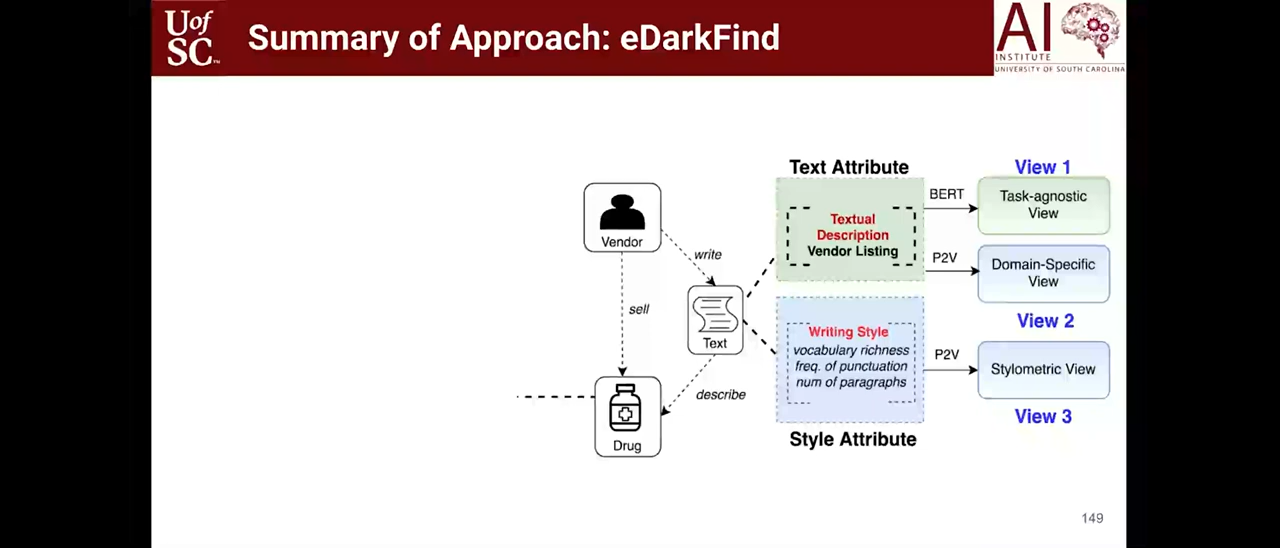 U of
SC
Summary of Approach: eDarkFind
AI
INSTITUTE
UNIVERSITY OF SOUTH CAROLINA
Vendor
write
sell
Text
describe
Drug
Text Attribute
Textual
Description
Vendor Listing
BERT
P2V
View 1
Task-agnostic
View
Domain-Specific
View
View 2
Writing Style
vocabulary richness
freq. of punctuation
num of paragraphs
Style Attribute
P2V
Stylometric View
View 3
149